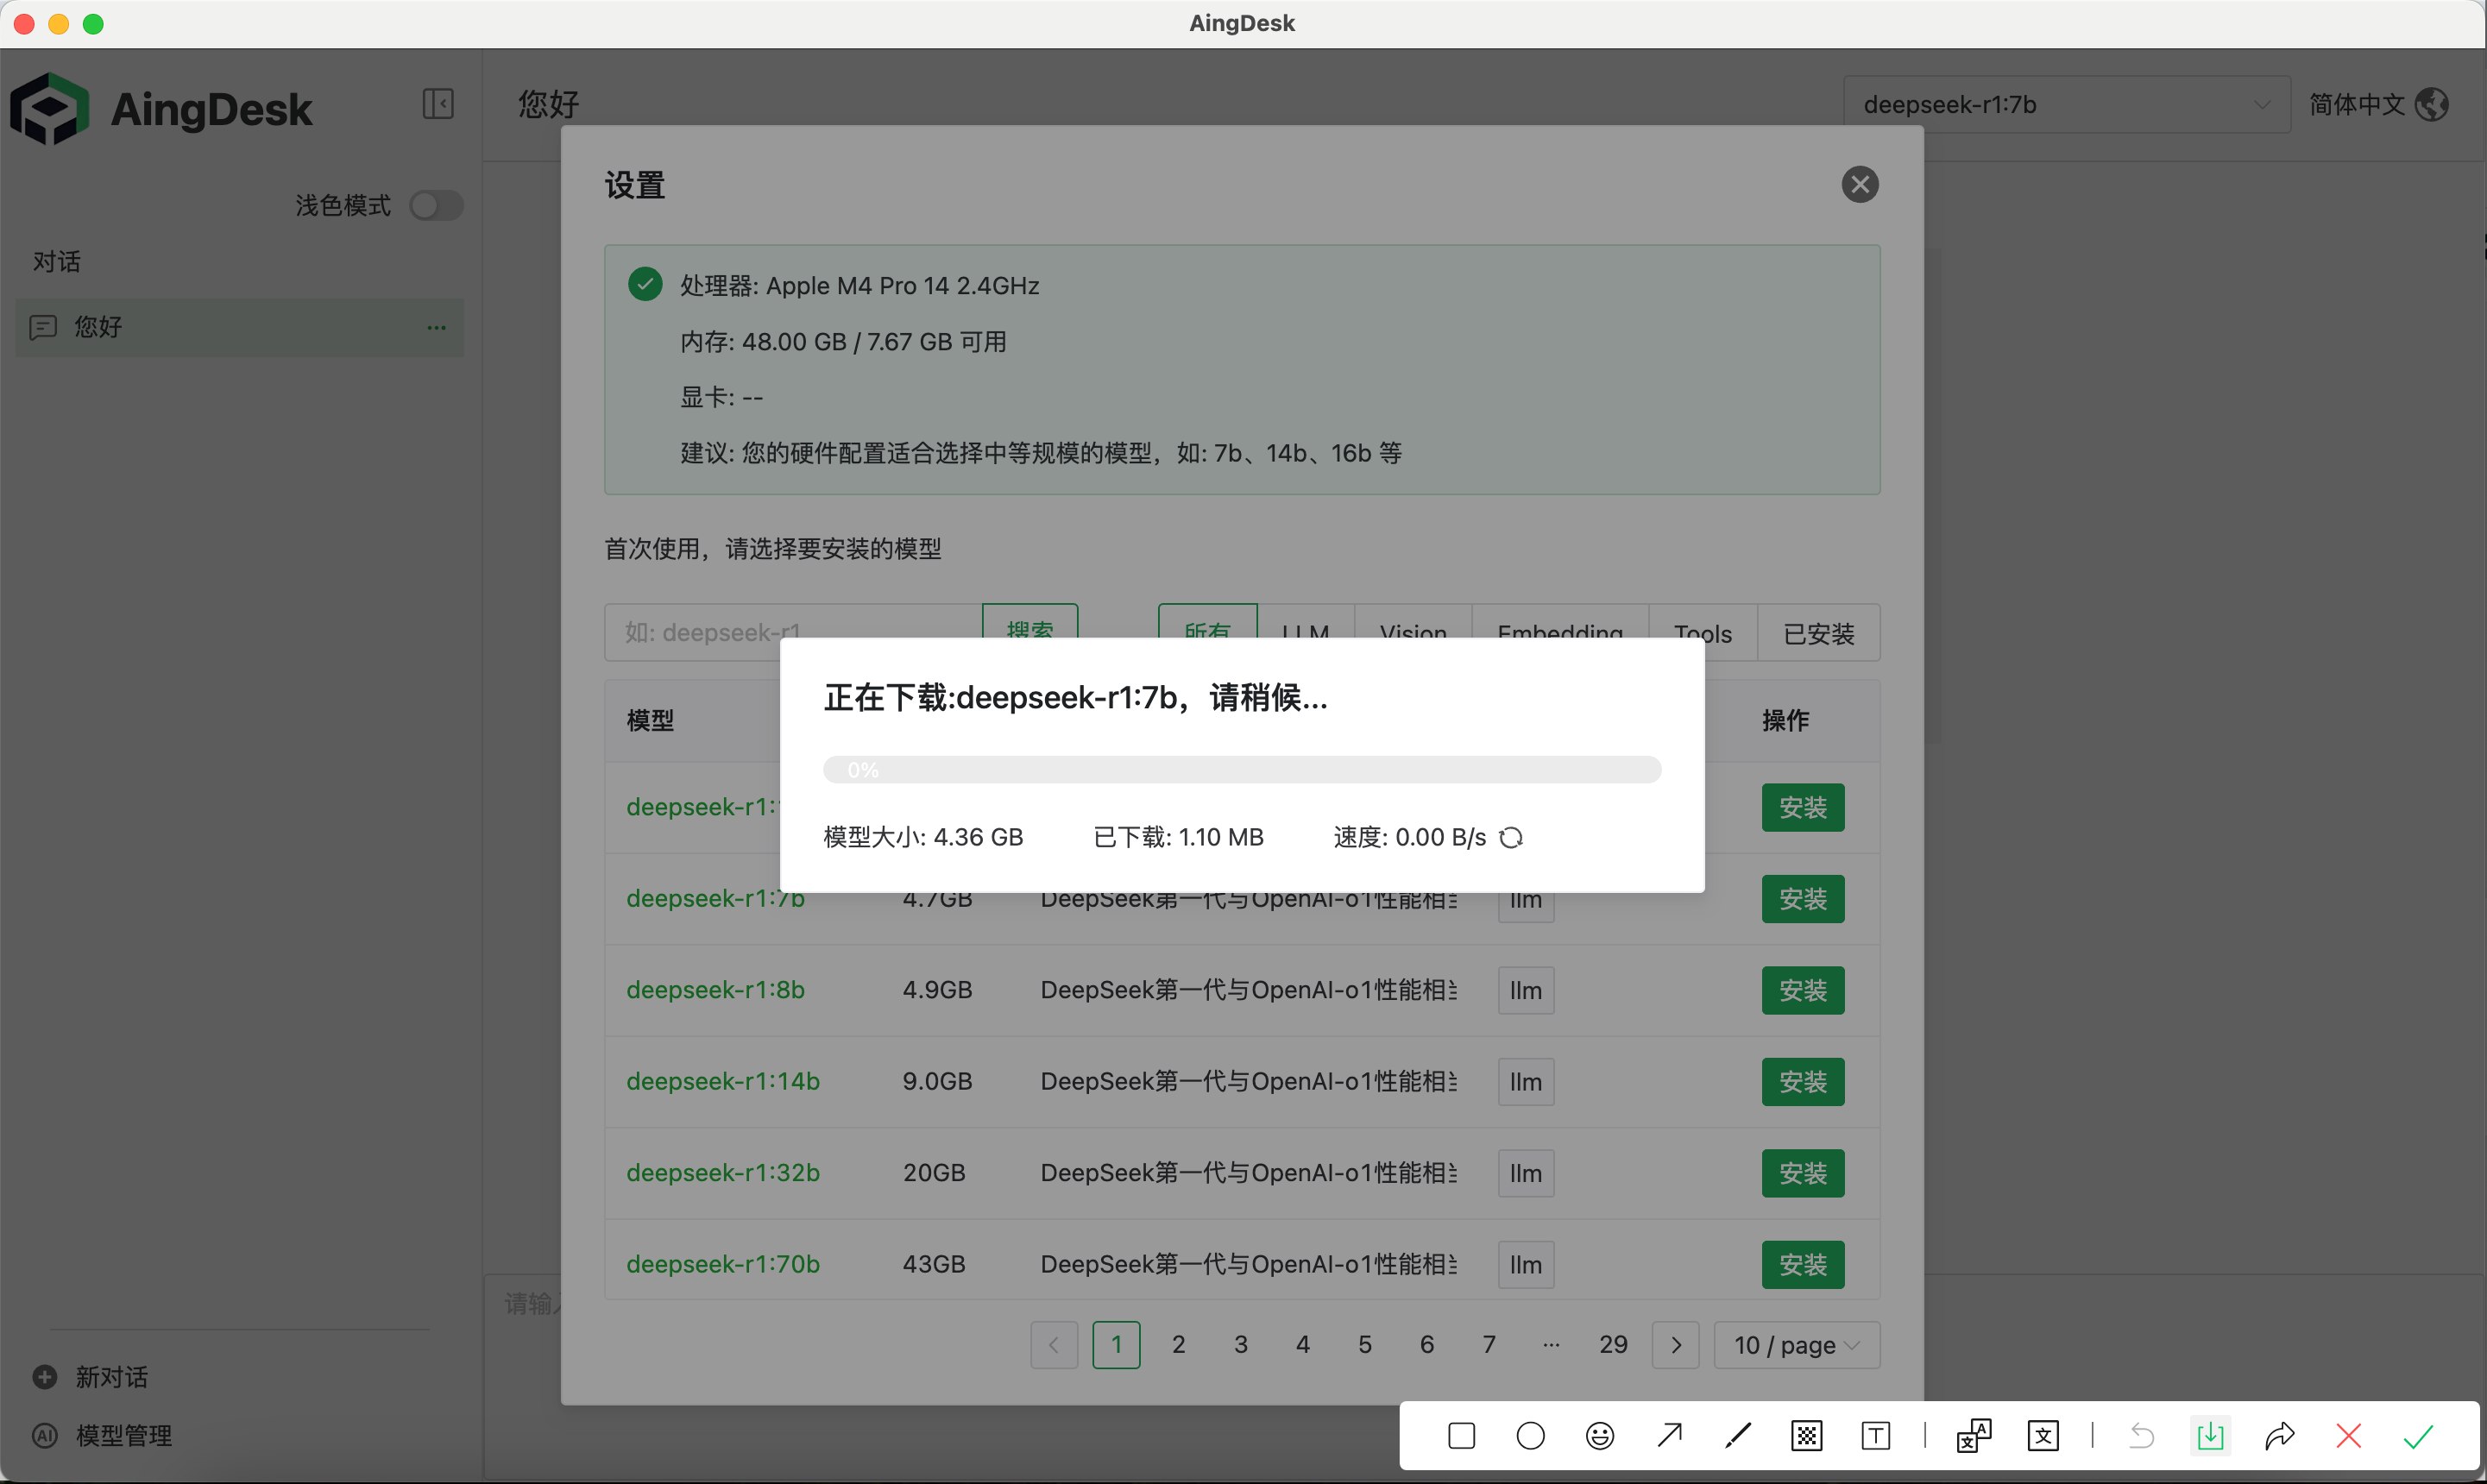 AingDesk
AingDesk
您好
deepseek-r1:7b
简体中文
浅色模式
对话
您好
设置
处理器: Apple M4 Pro 14 2.4GHz
内存: 48.00 GB / 7.67 GB 可用
显卡: --
建议: 您的硬件配置适合选择中等规模的模型，如: 7b、14b、16b 等
首次使用，请选择要安装的模型
如: deepseek-r1
搜索
所有
LLM
Vision
Embedding
Tools
已安装
正在下载:deepseek-r1:7b，请稍候...
0%
模型大小: 4.36 GB
已下载: 1.10 MB
速度: 0.00 B/s
模型
操作
deepseek-r1:
安装
deepseek-r1:7b
4.7GB
DeepSeek第一代与OpenAI-o1性能相
llm
安装
deepseek-r1:8b
4.9GB
DeepSeek第一代与OpenAI-o1性能相
llm
安装
deepseek-r1:14b
9.0GB
DeepSeek第一代与OpenAI-o1性能相
llm
安装
deepseek-r1:32b
20GB
DeepSeek第一代与OpenAI-o1性能相
llm
安装
deepseek-r1:70b
43GB
DeepSeek第一代与OpenAI-o1性能相
llm
安装
请输
1 2 3 4 5 6 7 ... 29
10 / page
新对话
AI
模型管理
T
文 A
文